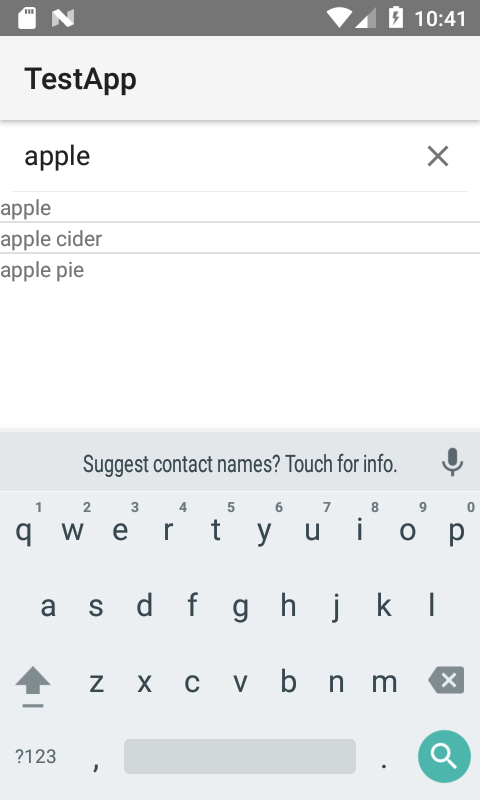 10:41
TestApp
apple
apple
apple cider
apple pie
Suggest contact names? Touch for info.
1 2 3 4 5 6 7 8 9 0
q w e r t y u i o p
a s d f g h j k l
z x c v b n m
?123 , .